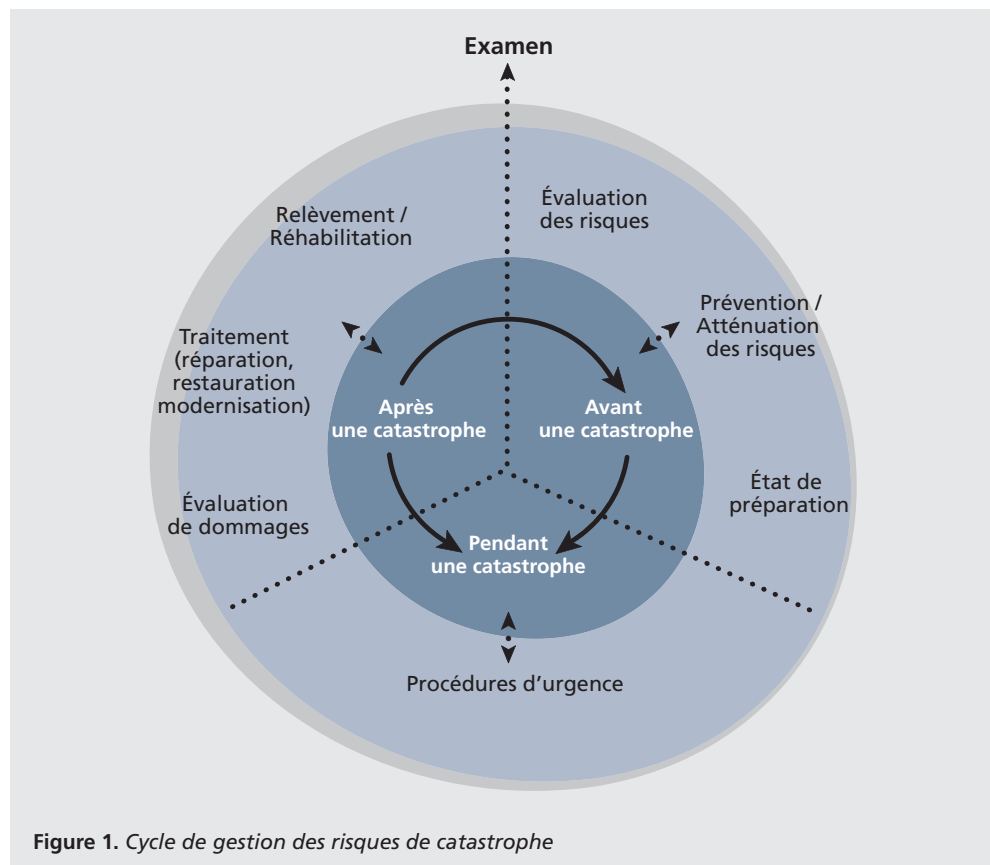 Examen
Évaluation
des risques
Relèvement /
Réhabilitation
Prévention /
Atténuation
des risques
Traitement
(réparation,
restauration
modernisation)
Après
une catastrophe
Avant
une catastrophe
État de
préparation
Évaluation
de dommages
Pendant
une catastrophe
Procédures d’urgence
Figure 1. Cycle de gestion des risques de catastrophe